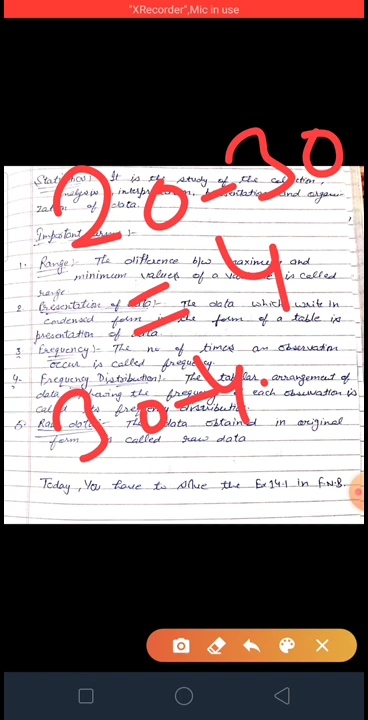 "XRecorder",Mic in use
20-30
Statistics:- It is the study of the collection,
analysis, interpretation, presentation and organi-
zation of data.
Important terms :-
1. Range:- The difference b/w maximum and
minimum values of a variable is called
range.
2. Presentation of data:- The data which write in
condensed form in the form of a table is
presentation of data.
3. Frequency:- The no of times an observation
occur is called frequency.
4. Frequency Distribution:- The tabular arrangement of
data showing the frequency of each observation is
called its frequency distribution.
5. Raw data:- The data obtained in original
form is called raw data
= 4
30-4.
Today, You have to solve the Ex 14.1 in F.N.B.